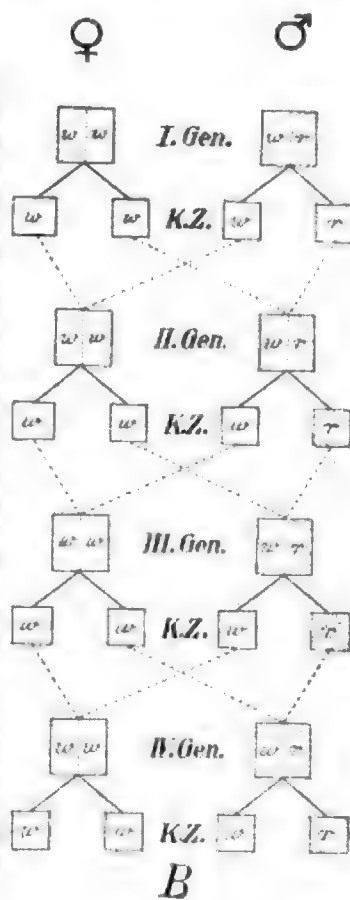 ♀ ♂
w w I. Gen. w r
w w K.Z. w r
w w II. Gen. w r
w w K.Z. w r
w w III. Gen. w r
w w K.Z. w r
w w IV. Gen. w r
w w K.Z. w r
B